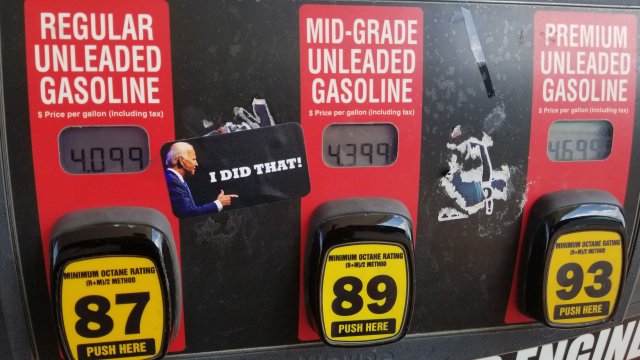 REGULAR
UNLEADED
GASOLINE
$ Price per gallon (including tax)
4.099
MINIMUM OCTANE RATING
(R+M)/2 METHOD
87
PUSH HERE
I DID THAT!
MID-GRADE
UNLEADED
GASOLINE
$ Price per gallon (including tax)
4.399
MINIMUM OCTANE RATING
(R+M)/2 METHOD
89
PUSH HERE
PREMIUM
UNLEADED
GASOLINE
$ Price per gallon (including tax)
4.699
MINIMUM OCTANE RATING
(R+M)/2 METHOD
93
PUSH HERE